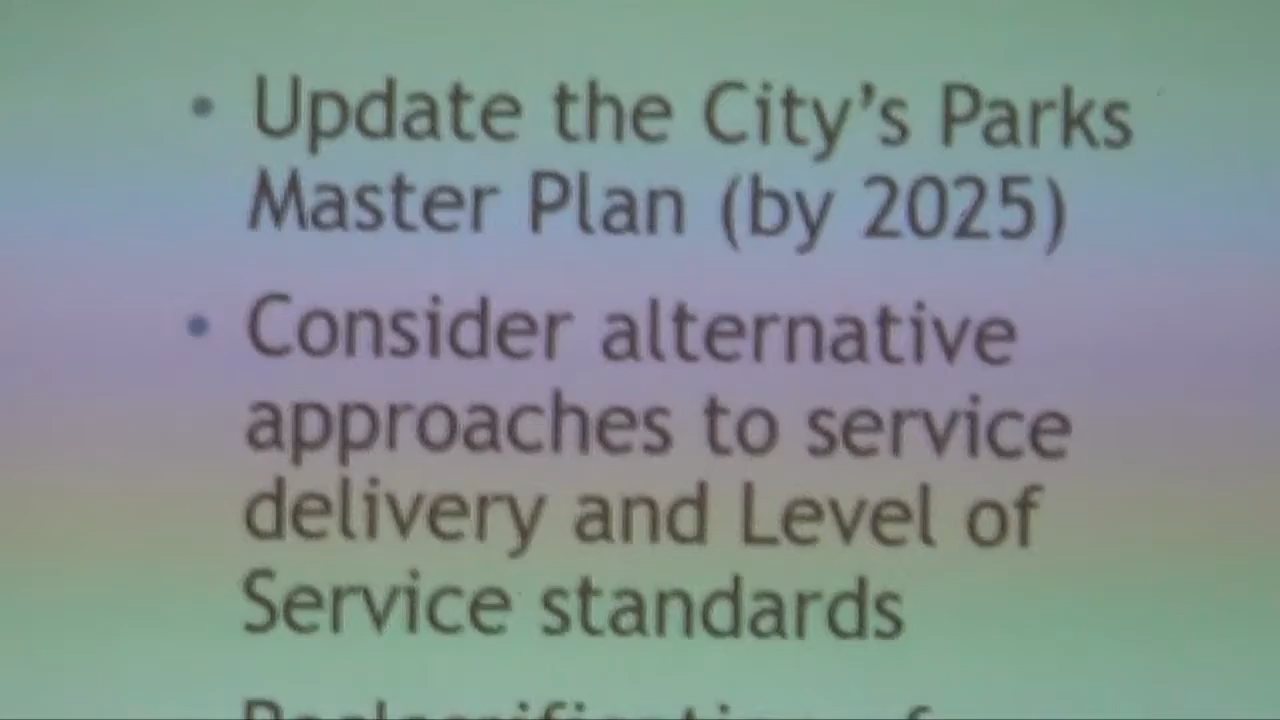 • Update the City's Parks
Master Plan (by 2025)
• Consider alternative
approaches to service
delivery and Level of
Service standards